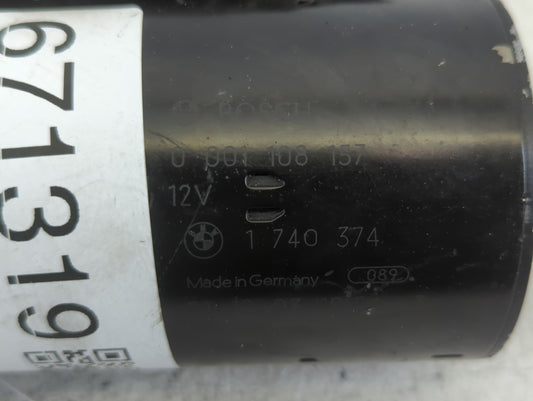 671319
BOSCH
0 001 108 157
12V
1 740 374
Made in Germany 089